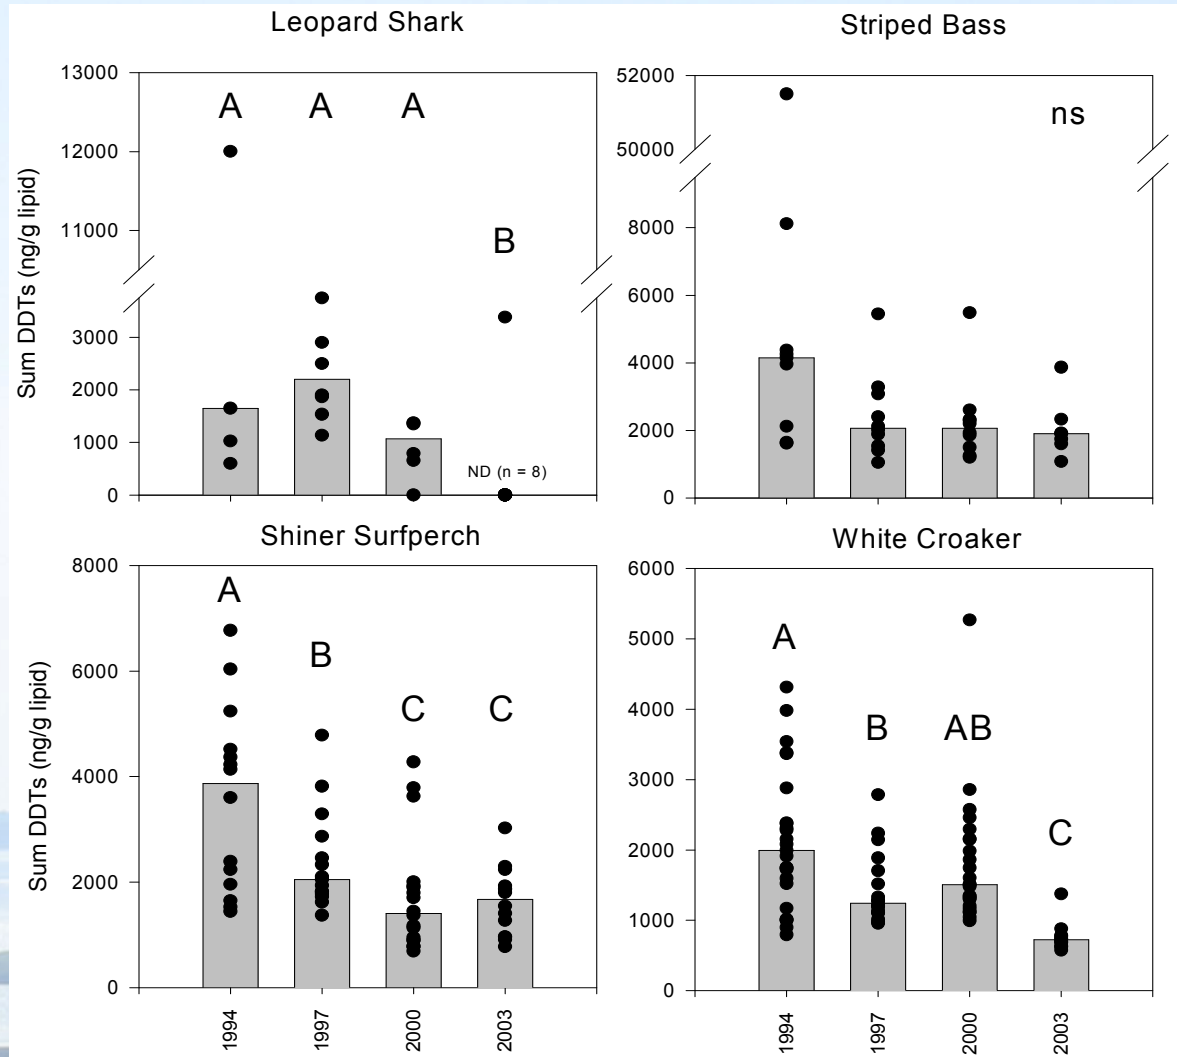 Leopard Shark
Sum DDTs (ng/g lipid)
13000
12000
11000
3000
2000
1000
0
A
A
A
B
ND (n = 8)
Striped Bass
52000
50000
8000
6000
4000
2000
0
ns
Shiner Surfperch
Sum DDTs (ng/g lipid)
8000
6000
4000
2000
0
A
B
C
C
1994
1997
2000
2003
White Croaker
6000
5000
4000
3000
2000
1000
0
A
B
AB
C
1994
1997
2000
2003